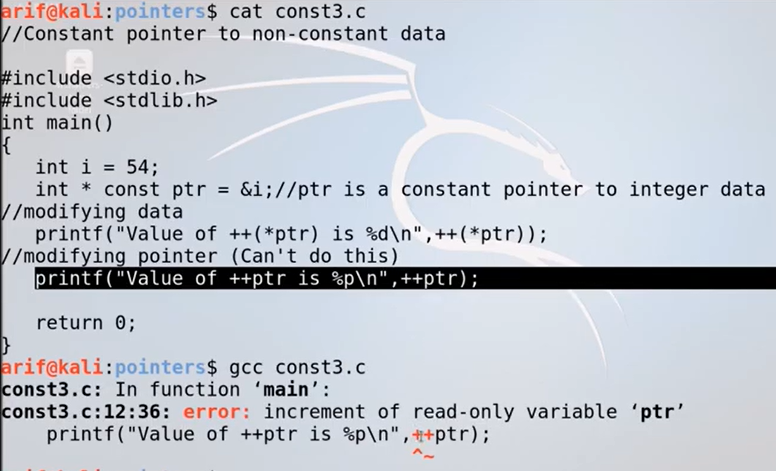 arif@kali:pointers$ cat const3.c
//Constant pointer to non-constant data
#include <stdio.h>
#include <stdlib.h>
int main()
{
   int i = 54;
   int * const ptr = &i;//ptr is a constant pointer to integer data
//modifying data
   printf("Value of ++(*ptr) is %d\n",++(*ptr));
//modifying pointer (Can't do this)
   printf("Value of ++ptr is %p\n",++ptr);
   return 0;
}
arif@kali:pointers$ gcc const3.c
const3.c: In function ‘main’:
const3.c:12:36: error: increment of read-only variable ‘ptr’
    printf("Value of ++ptr is %p\n",++ptr);
                                    ^~